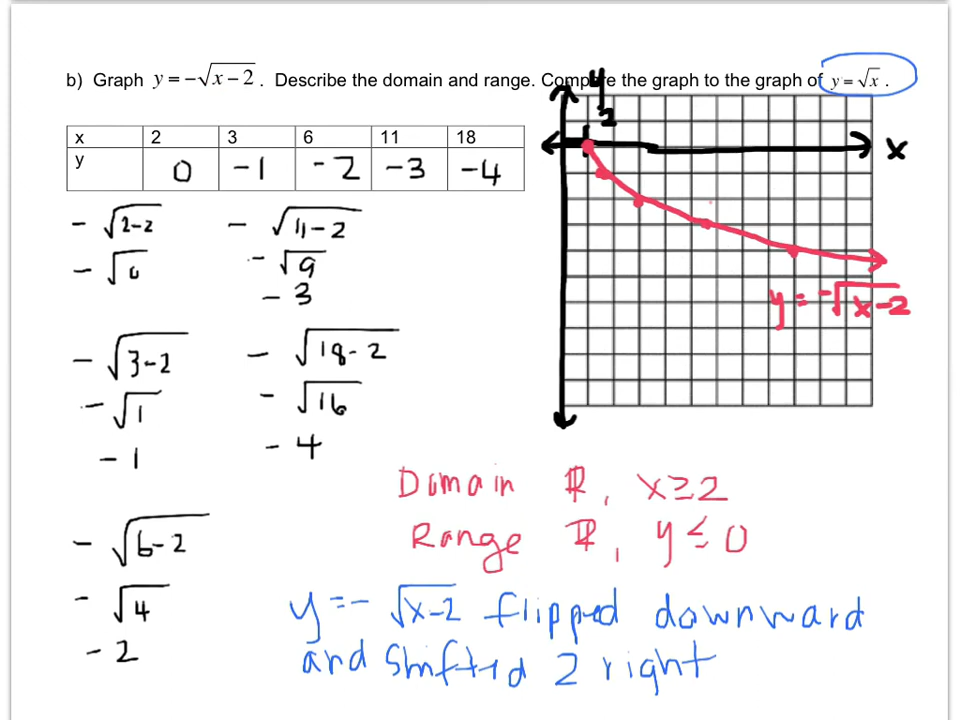 b) Graph y = −√(x − 2) . Describe the domain and range. Compare the graph to the graph of y = √x .
y
2
x 2 3 6 11 18
y 0 -1 -2 -3 -4
x
- √(2-2)
- √0
- √(11-2)
- √9
- 3
y = -√(x-2)
- √(3-2)
- √1
- 1
- √(18-2)
- √16
- 4
Domain ℝ, x≥2
Range ℝ, y≤0
- √(6-2)
- √4
- 2
y = - √(x-2) flipped downward
and shifted 2 right